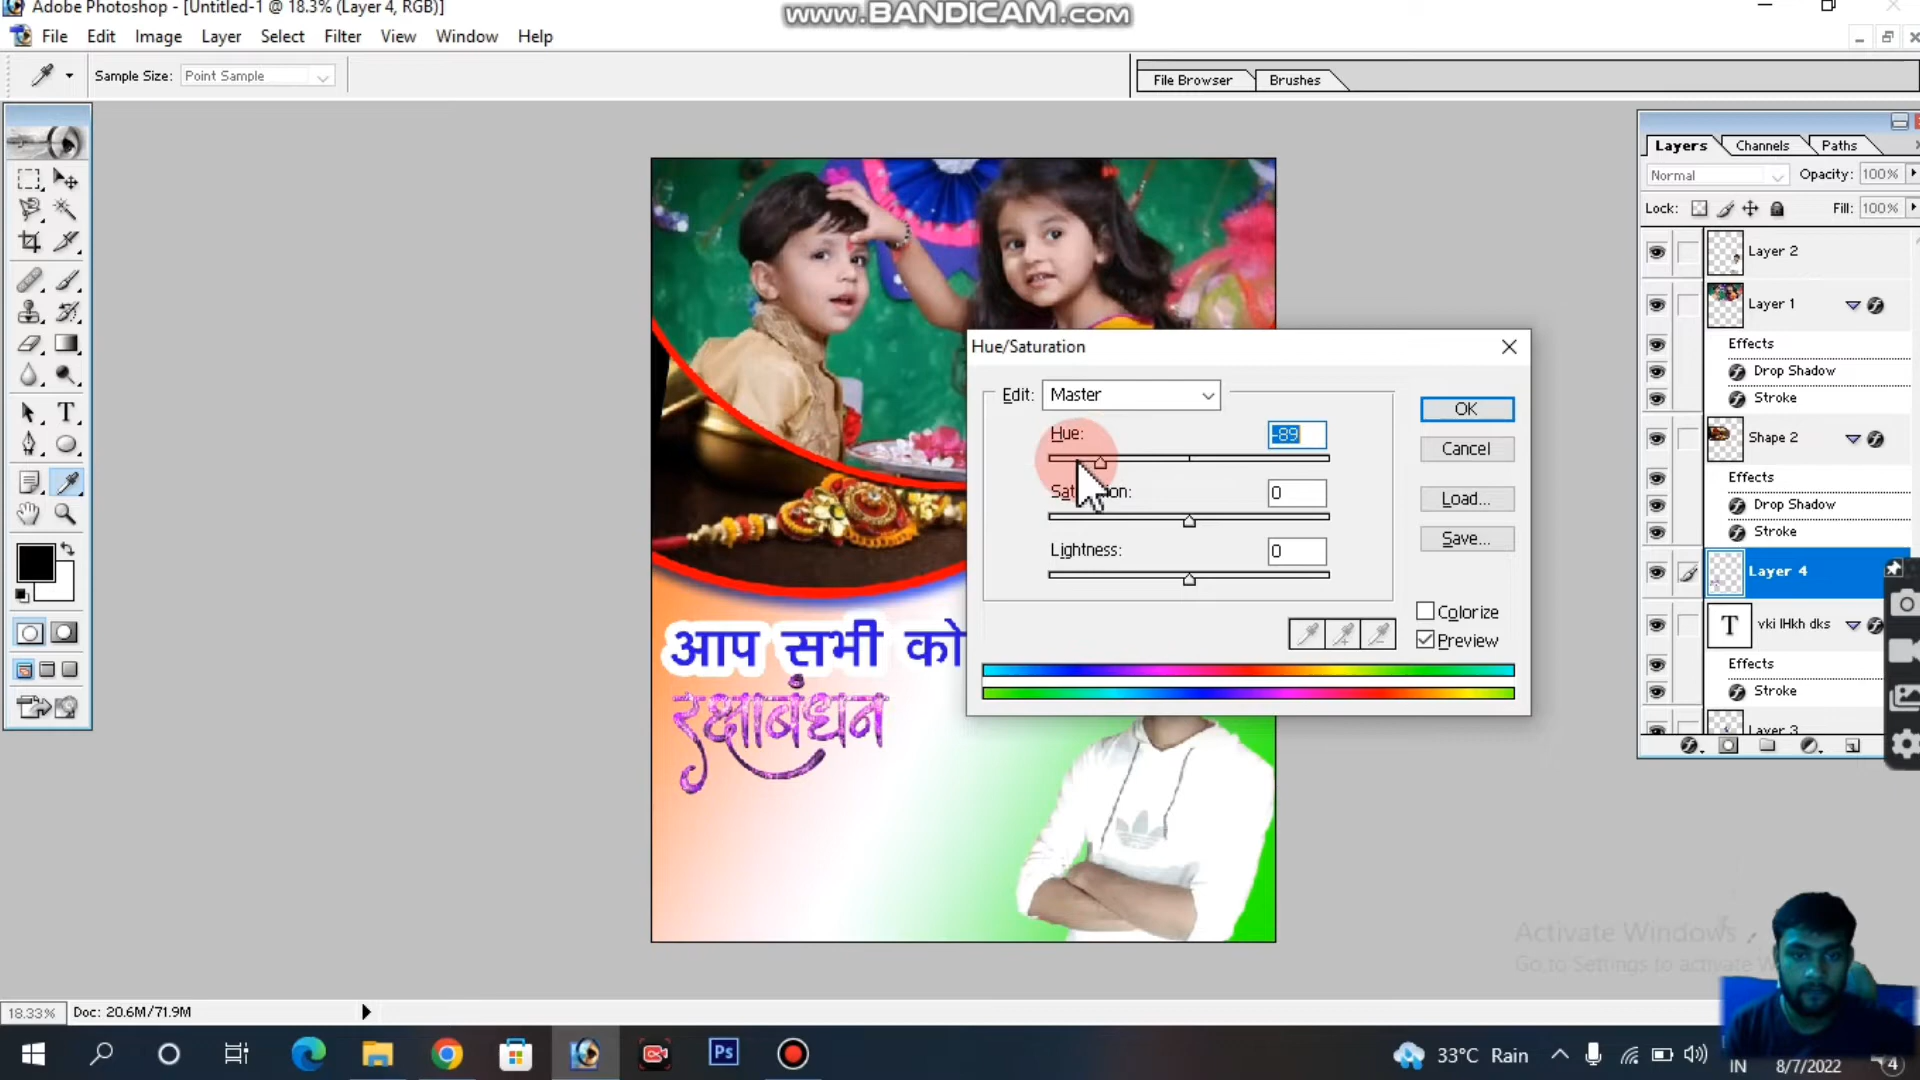 Adobe Photoshop - [Untitled-1 @ 18.3% (Layer 4, RGB)]
www.BANDICAM.com
File Edit Image Layer Select Filter View Window Help
Sample Size: Point Sample
File Browser Brushes
Layers Channels Paths
Normal Opacity: 100%
Lock: Fill: 100%
Layer 2
Layer 1
Effects
Drop Shadow
Stroke
Shape 2
Effects
Drop Shadow
Stroke
Layer 4
T vki lHkh dks
Effects
Stroke
Layer 3
Hue/Saturation
Edit: Master
Hue: -89
Saturation: 0
Lightness: 0
OK
Cancel
Load...
Save...
Colorize
Preview
आप सभी को
रक्षाबंधन
Activate Windows
Go to Settings to activate
18.33% Doc: 20.6M/71.9M
Ps
33°C Rain
IN
8/7/2022
4